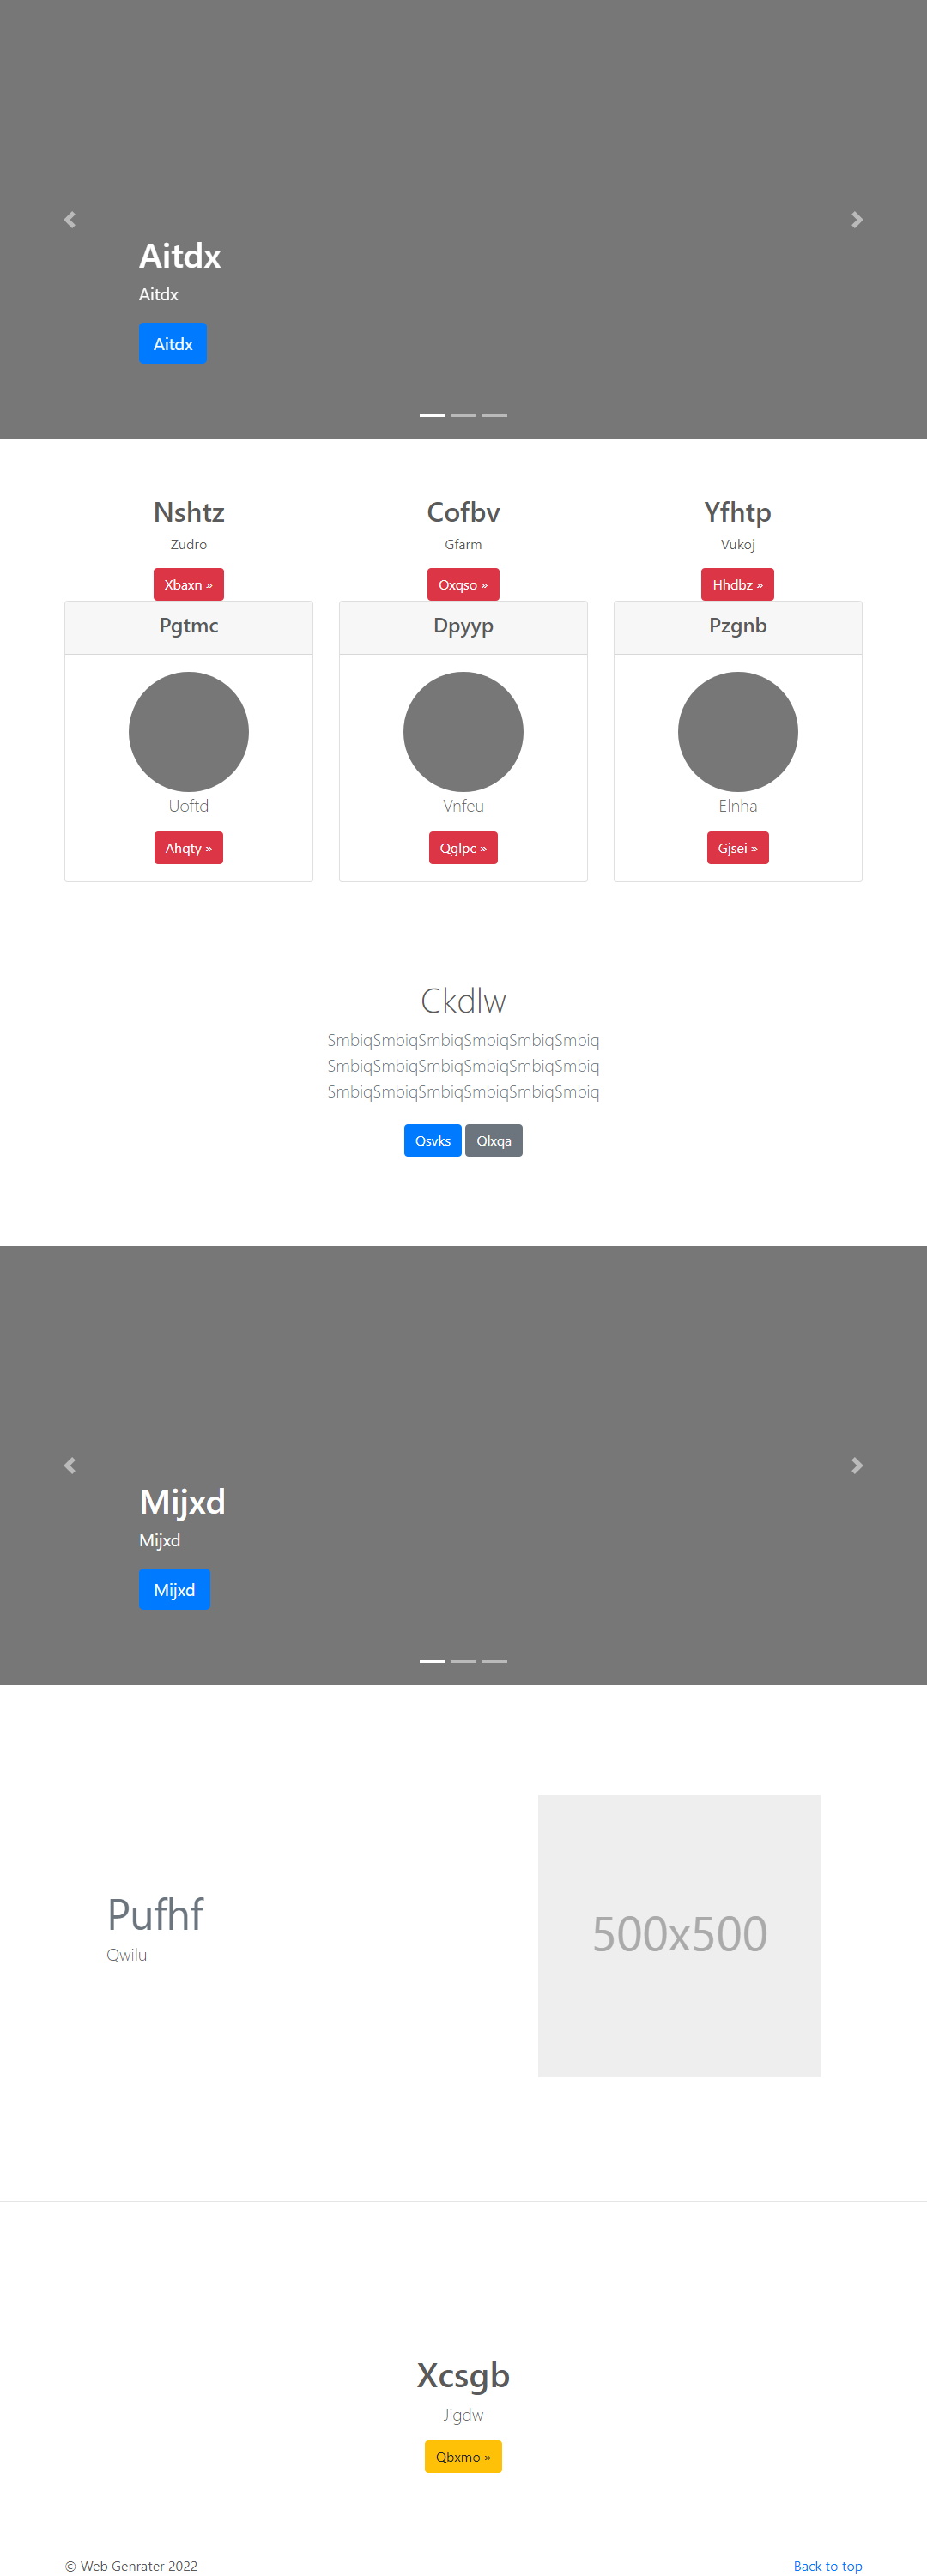 Aitdx
Aitdx
Aitdx
Nshtz
Zudro
Xbaxn »
Cofbv
Gfarm
Oxqso »
Yfhtp
Vukoj
Hhdbz »
Pgtmc
Uoftd
Ahqty »
Dpyyp
Vnfeu
Qglpc »
Pzgnb
Elnha
Gjsei »
Ckdlw
SmbiqSmbiqSmbiqSmbiqSmbiqSmbiq
SmbiqSmbiqSmbiqSmbiqSmbiqSmbiq
SmbiqSmbiqSmbiqSmbiqSmbiqSmbiq
Qsvks Qlxqa
Mijxd
Mijxd
Mijxd
Pufhf
Qwilu
500x500
Xcsgb
Jigdw
Qbxmo »
© Web Genrater 2022
Back to top